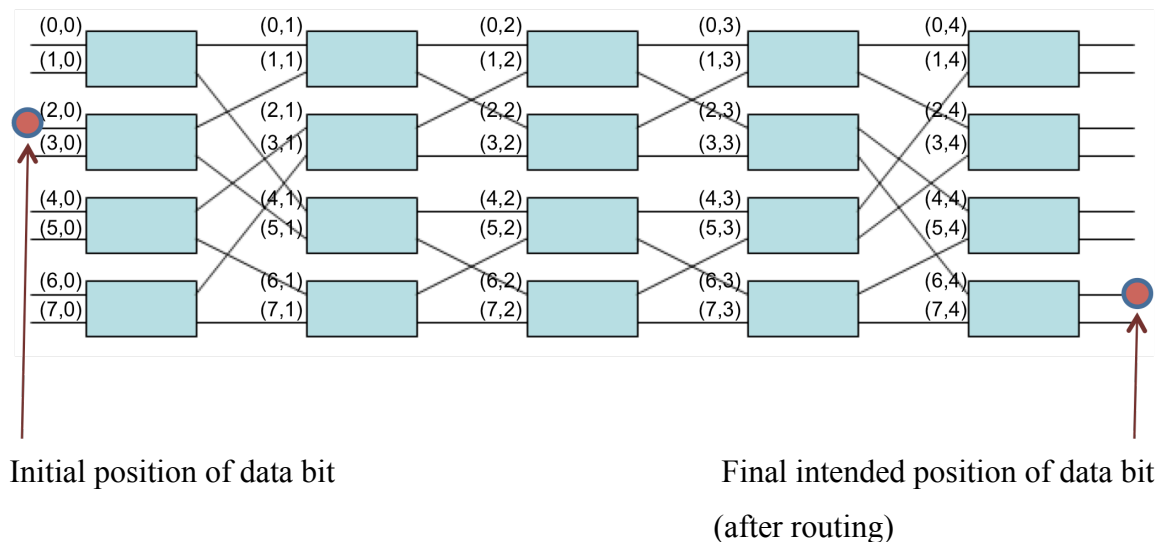 (0,0) (0,1) (0,2) (0,3) (0,4)
(1,0) (1,1) (1,2) (1,3) (1,4)
(2,0) (2,1) (2,2) (2,3) (2,4)
(3,0) (3,1) (3,2) (3,3) (3,4)
(4,0) (4,1) (4,2) (4,3) (4,4)
(5,0) (5,1) (5,2) (5,3) (5,4)
(6,0) (6,1) (6,2) (6,3) (6,4)
(7,0) (7,1) (7,2) (7,3) (7,4)
Initial position of data bit Final intended position of data bit
(after routing)